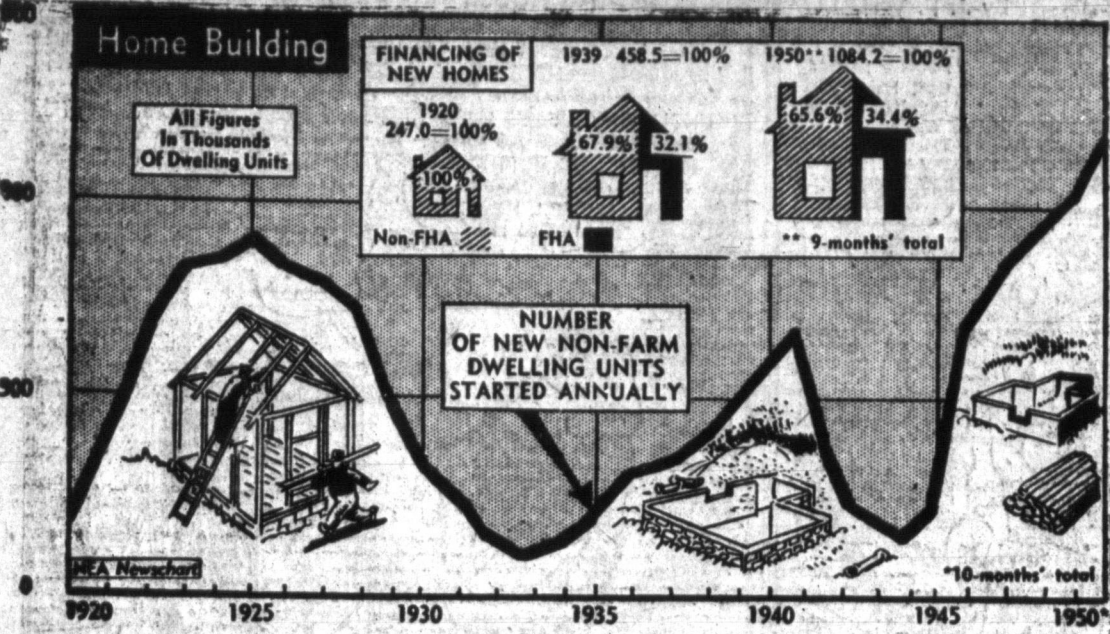 Home Building
All Figures
In Thousands
Of Dwelling Units
FINANCING OF
NEW HOMES
1920
247.0=100%
100%
1939 458.5=100%
67.9%
32.1%
1950** 1084.2=100%
65.6%
34.4%
Non-FHA
FHA
** 9-months' total
NUMBER
OF NEW NON-FARM
DWELLING UNITS
STARTED ANNUALLY
0
NEA Newschart
*10-months' total
1920 1925 1930 1935 1940 1945 1950*